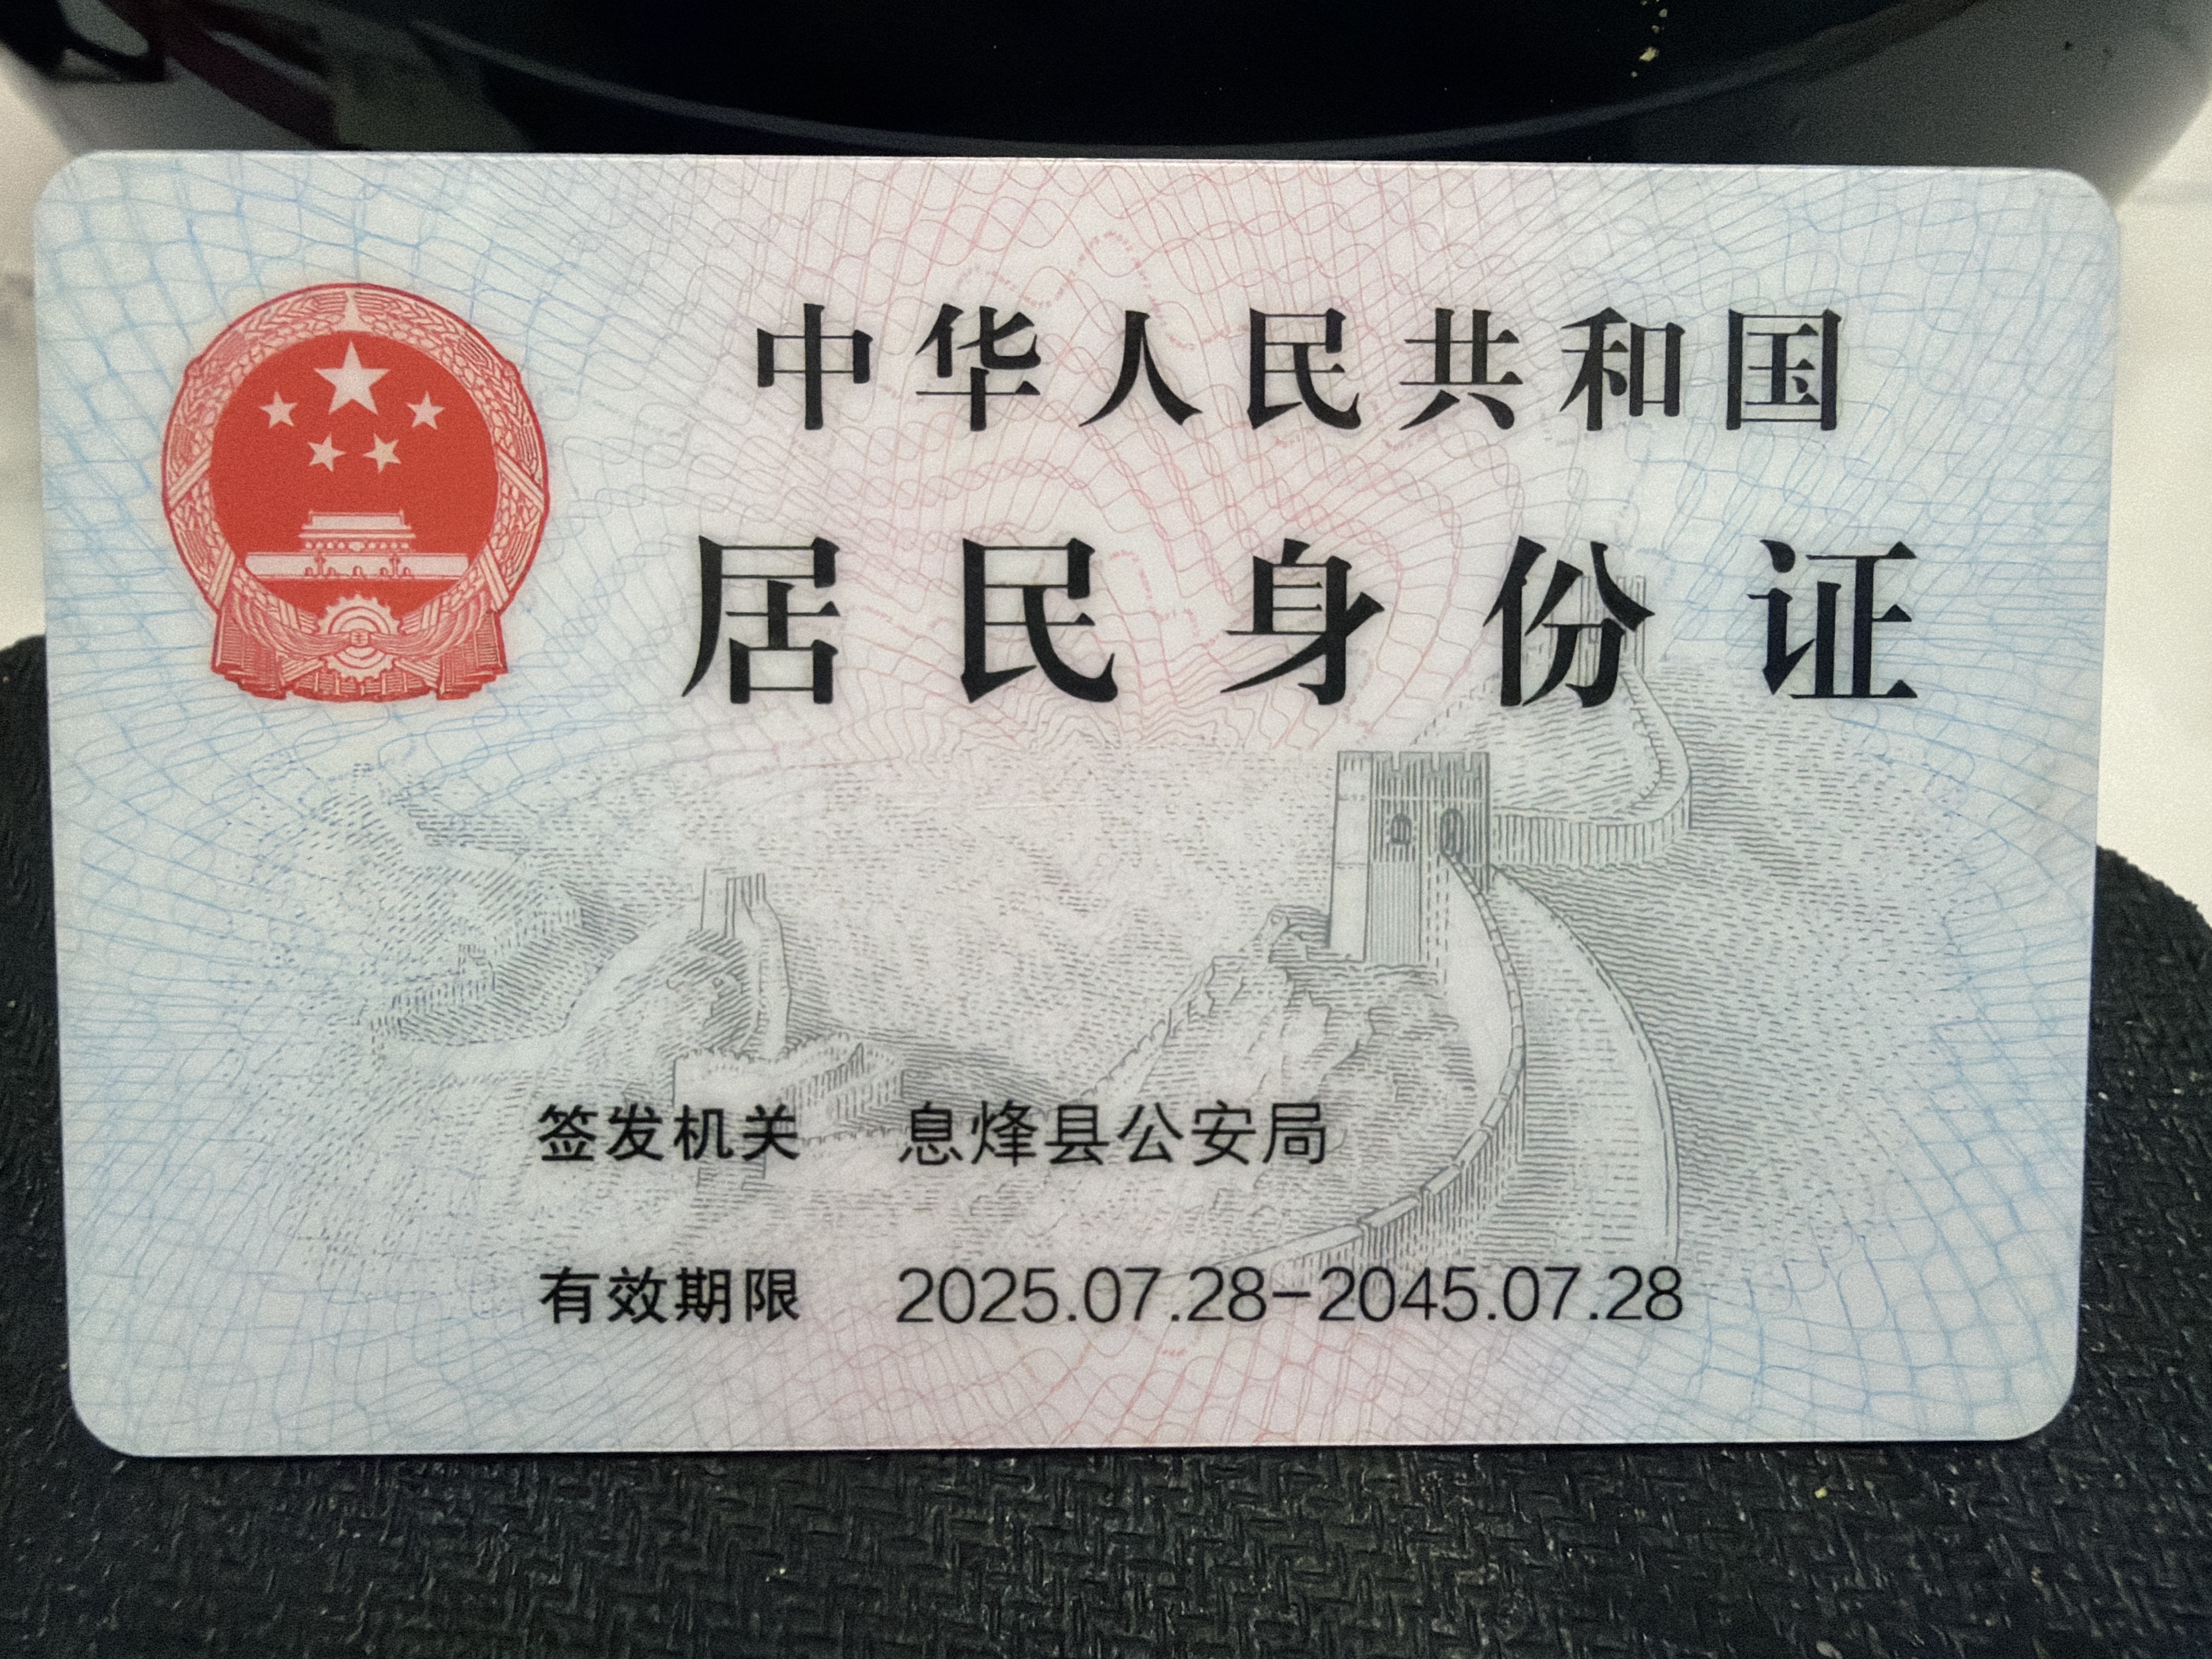 中华人民共和国
居民身份证
签发机关 息烽县公安局
有效期限 2025.07.28-2045.07.28